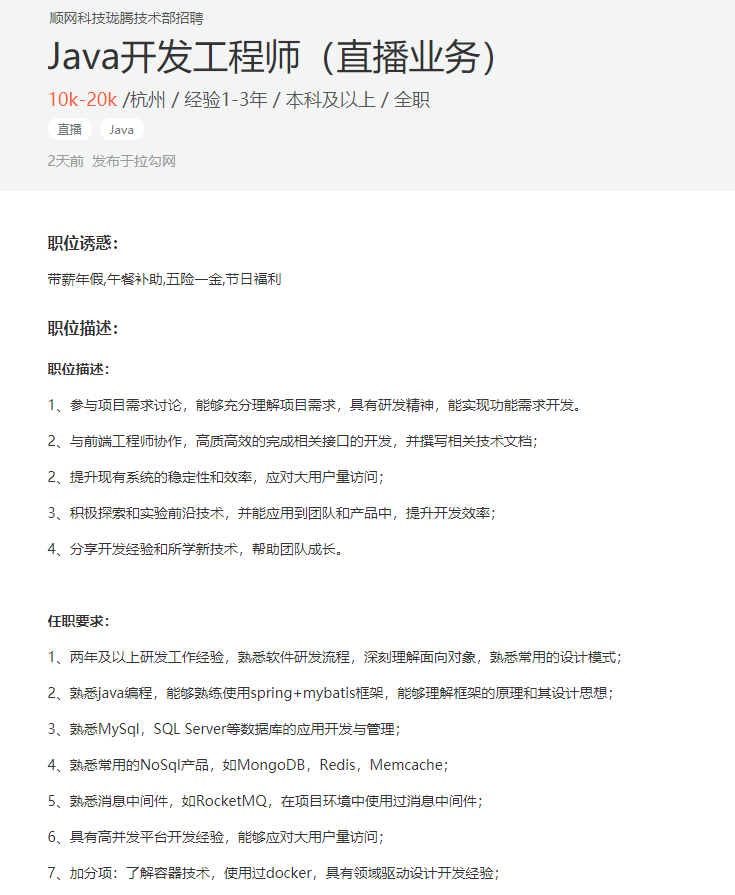 顺网科技珑腾技术部招聘
Java开发工程师（直播业务）
10k-20k /杭州 / 经验1-3年 / 本科及以上 / 全职
直播 Java
2天前 发布于拉勾网
职位诱惑：
带薪年假,午餐补助,五险一金,节日福利
职位描述：
职位描述：
1、参与项目需求讨论，能够充分理解项目需求，具有研发精神，能实现功能需求开发。
2、与前端工程师协作，高质高效的完成相关接口的开发，并撰写相关技术文档；
2、提升现有系统的稳定性和效率，应对大用户量访问；
3、积极探索和实验前沿技术，并能应用到团队和产品中，提升开发效率；
4、分享开发经验和所学新技术，帮助团队成长。
任职要求：
1、两年及以上研发工作经验，熟悉软件研发流程，深刻理解面向对象，熟悉常用的设计模式；
2、熟悉java编程，能够熟练使用spring+mybatis框架，能够理解框架的原理和其设计思想；
3、熟悉MySql，SQL Server等数据库的应用开发与管理；
4、熟悉常用的NoSql产品，如MongoDB，Redis，Memcache；
5、熟悉消息中间件，如RocketMQ，在项目环境中使用过消息中间件；
6、具有高并发平台开发经验，能够应对大用户量访问；
7、加分项：了解容器技术，使用过docker，具有领域驱动设计开发经验；